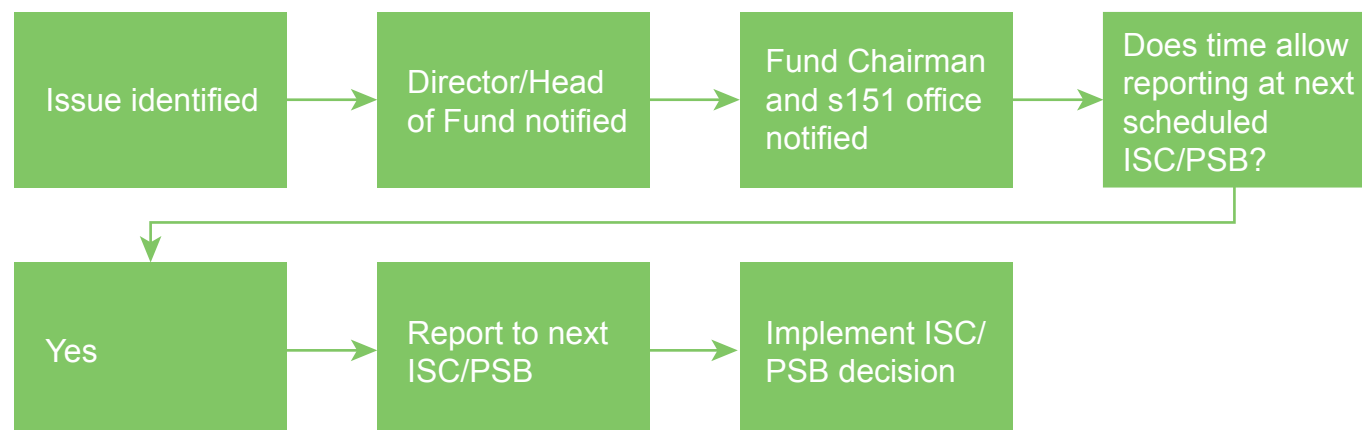 Issue identified
Director/Head
of Fund notified
Fund Chairman
and s151 office
notified
Does time allow
reporting at next
scheduled
ISC/PSB?
Yes
Report to next
ISC/PSB
Implement ISC/
PSB decision